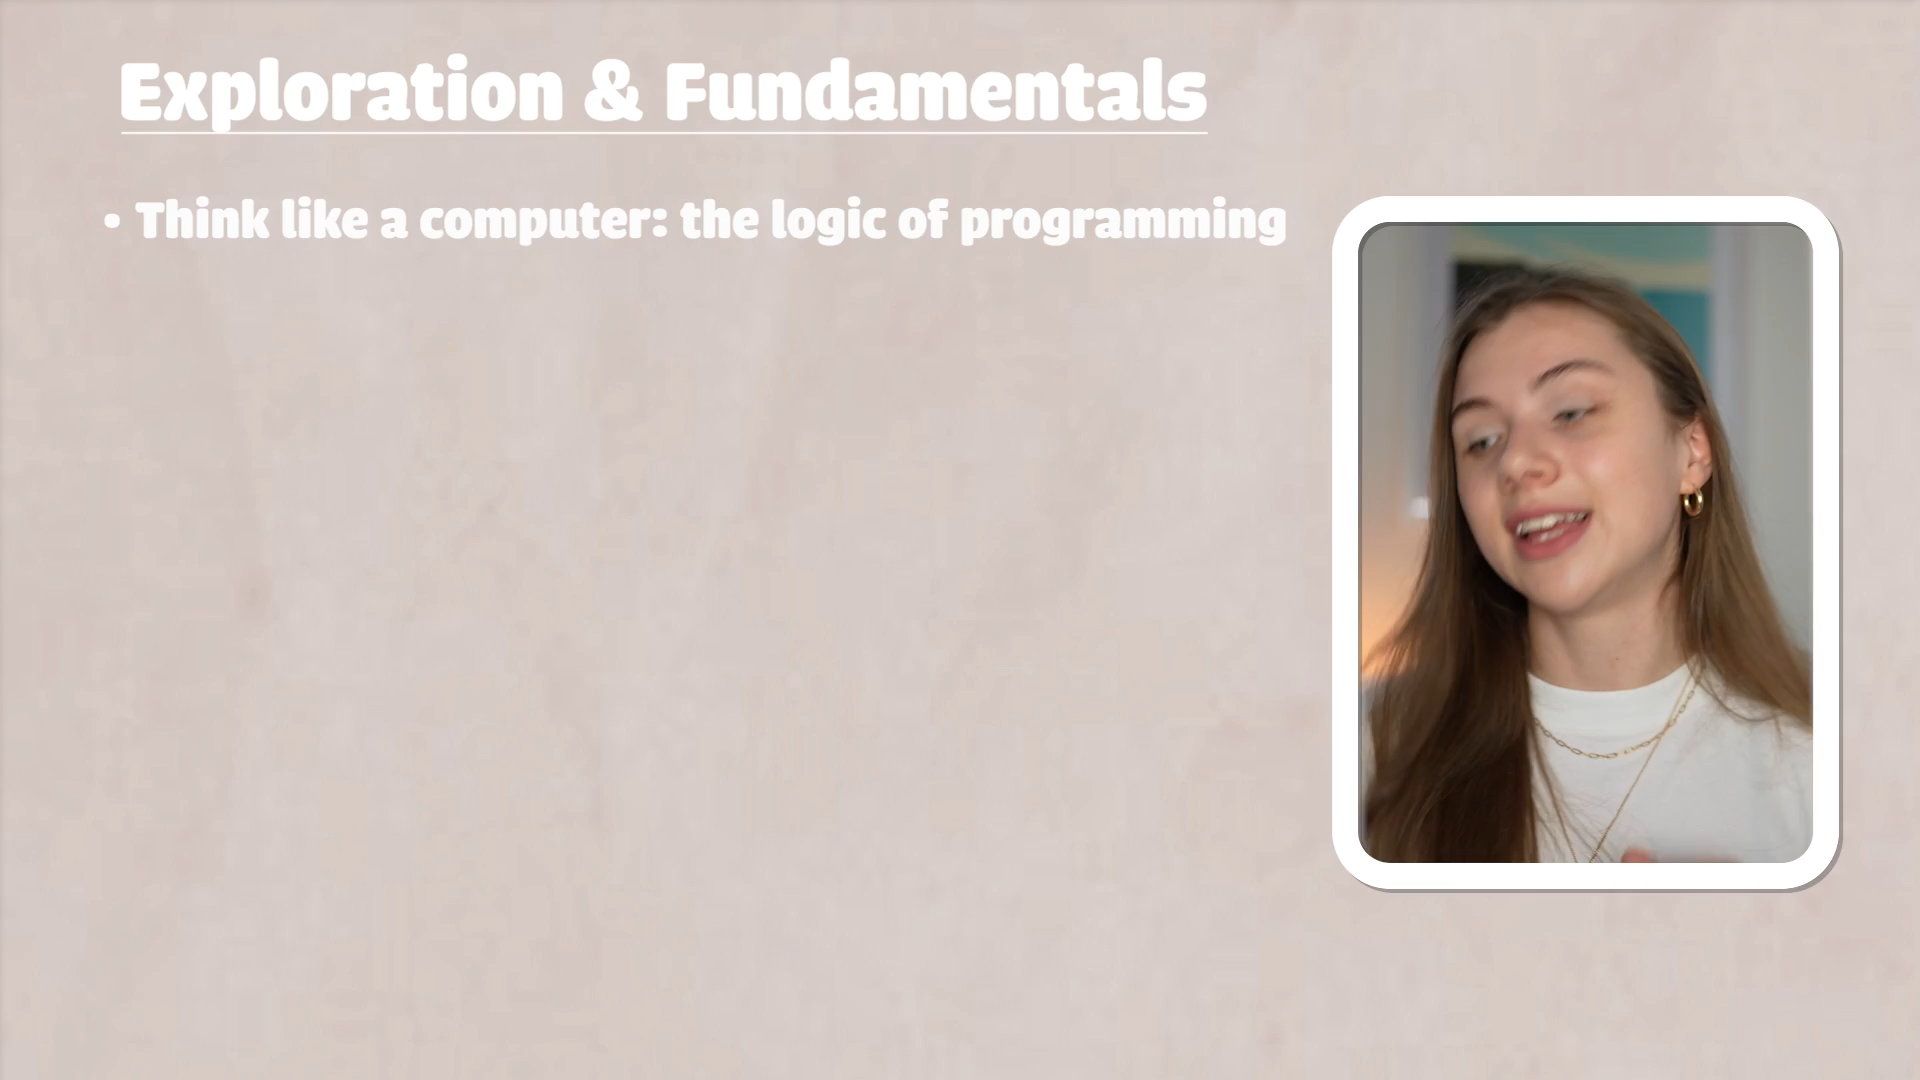 Exploration & Fundamentals
• Think like a computer: the logic of programming